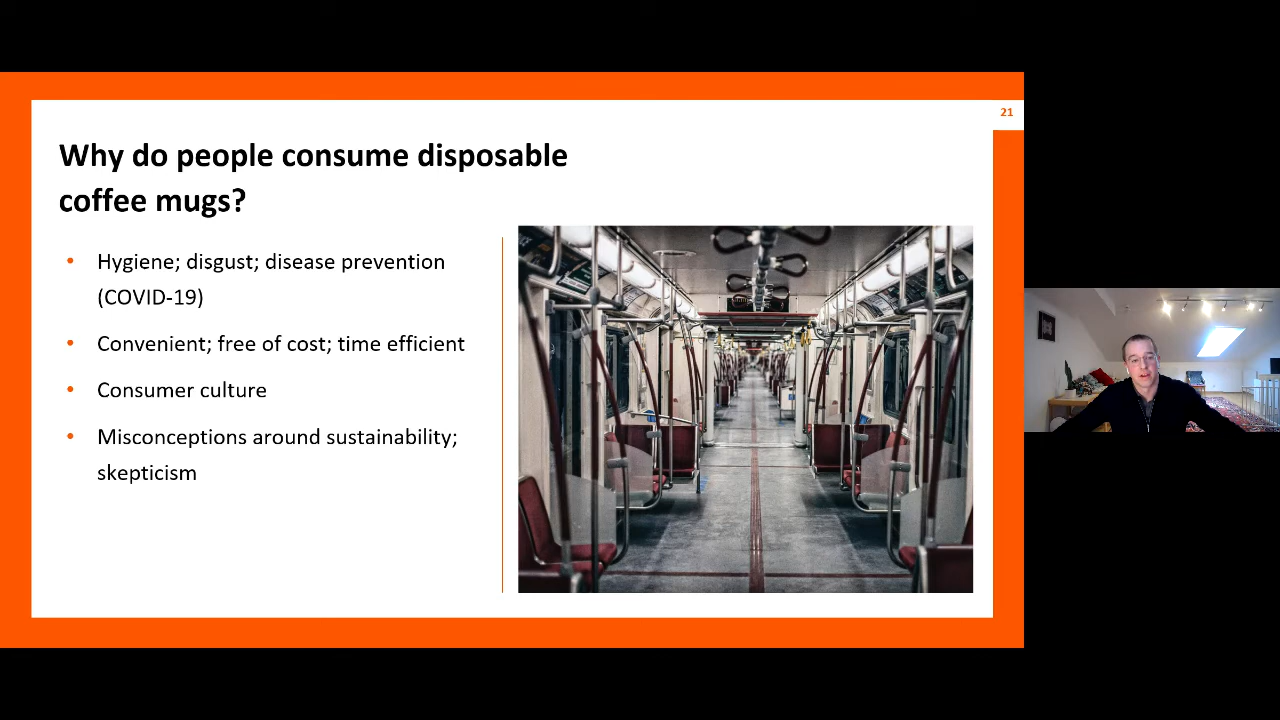 21
Why do people consume disposable
coffee mugs?
• Hygiene; disgust; disease prevention
(COVID-19)
• Convenient; free of cost; time efficient
• Consumer culture
• Misconceptions around sustainability;
skepticism